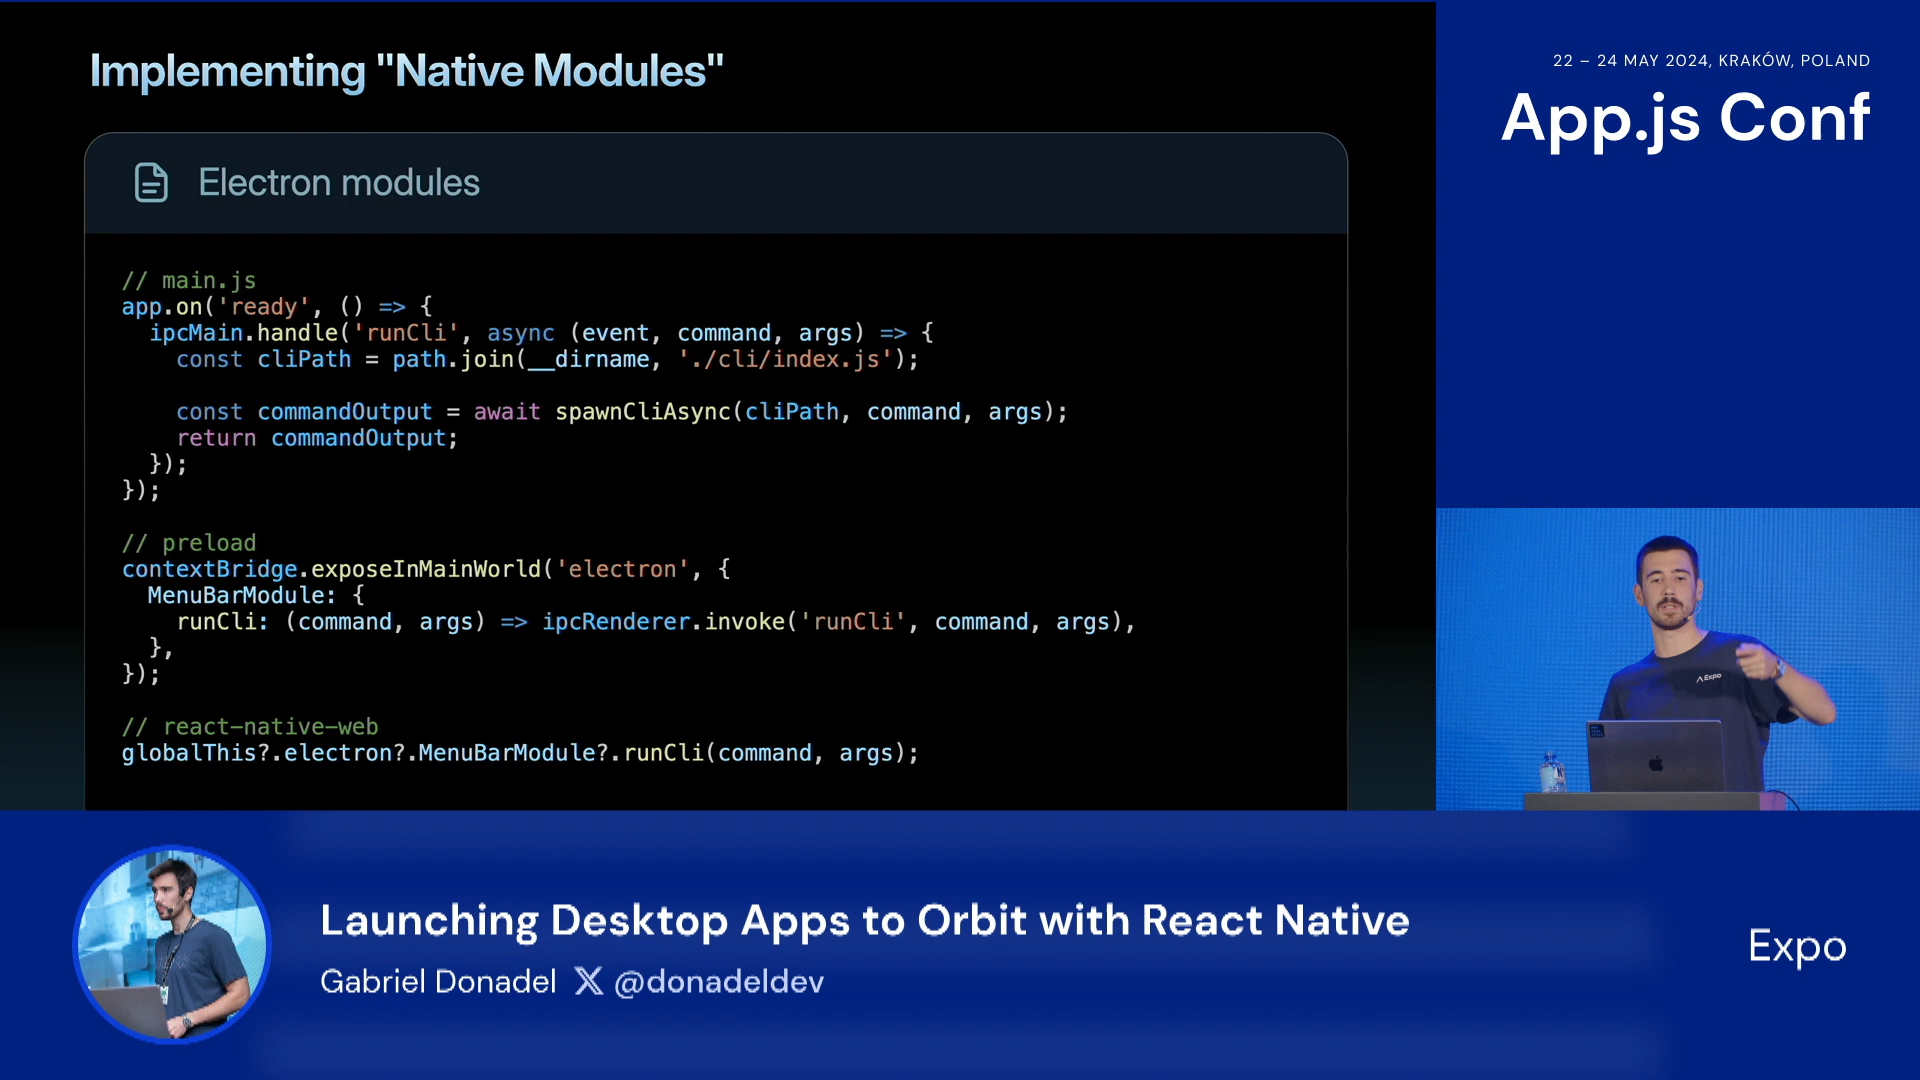 Implementing "Native Modules"
Electron modules
// main.js
app.on('ready', () => {
  ipcMain.handle('runCli', async (event, command, args) => {
    const cliPath = path.join(__dirname, './cli/index.js');
    const commandOutput = await spawnCliAsync(cliPath, command, args);
    return commandOutput;
  });
});
// preload
contextBridge.exposeInMainWorld('electron', {
  MenuBarModule: {
    runCli: (command, args) => ipcRenderer.invoke('runCli', command, args),
  },
});
// react-native-web
globalThis?.electron?.MenuBarModule?.runCli(command, args);
22 – 24 MAY 2024, KRAKÓW, POLAND
App.js Conf
Expo
Launching Desktop Apps to Orbit with React Native
Gabriel Donadel X @donadeldev
Expo